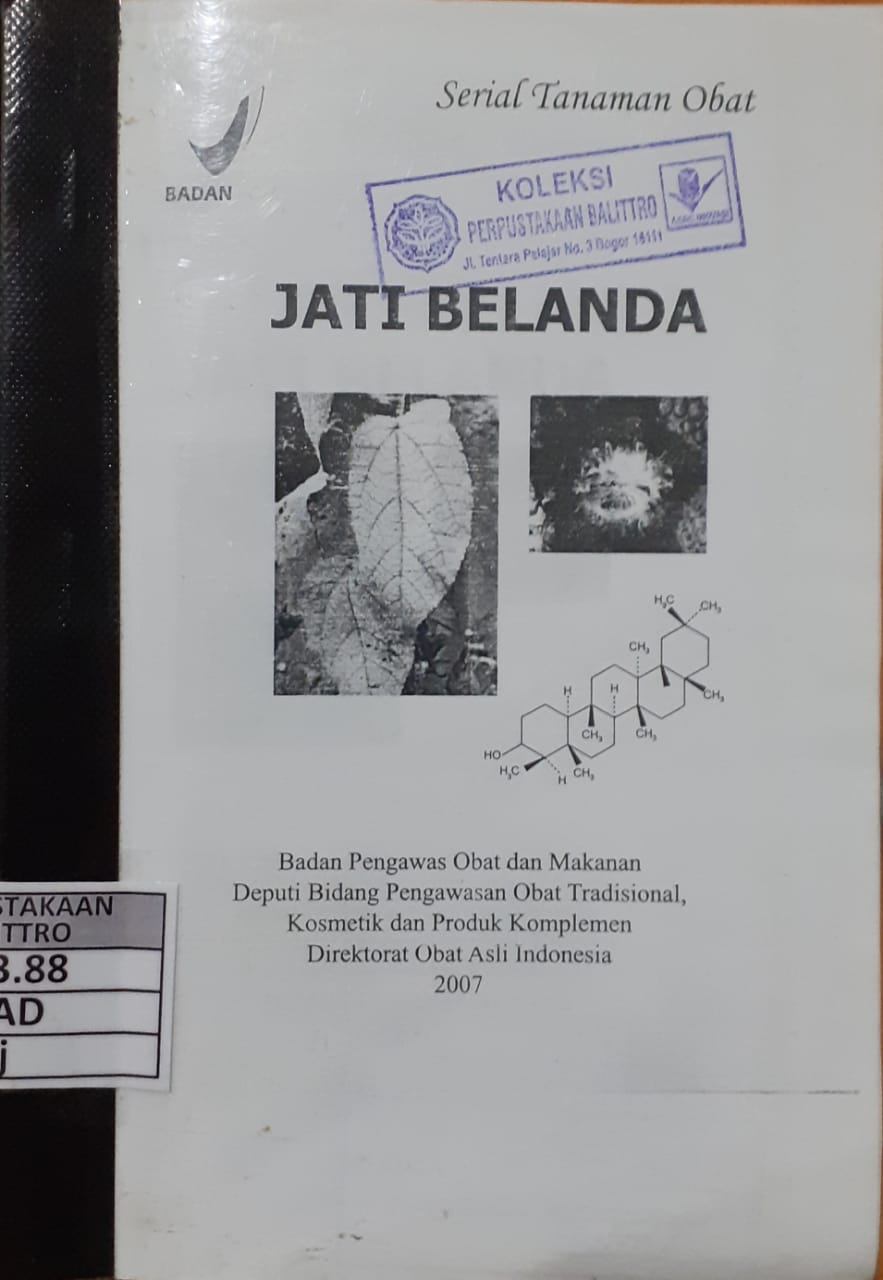 Serial Tanaman Obat
BADAN
KOLEKSI
PERPUSTAKAAN BALITTRO
Jl. Tentara Pelajar No. 3 Bogor 16111
JATI BELANDA
H₃C
CH₃
CH₃
H
H
CH₃
CH₃
CH₃
HO
H₃C
H
CH₃
Badan Pengawas Obat dan Makanan
Deputi Bidang Pengawasan Obat Tradisional,
Kosmetik dan Produk Komplemen
Direktorat Obat Asli Indonesia
2007
STAKAAN
TTRO
3.88
AD
j